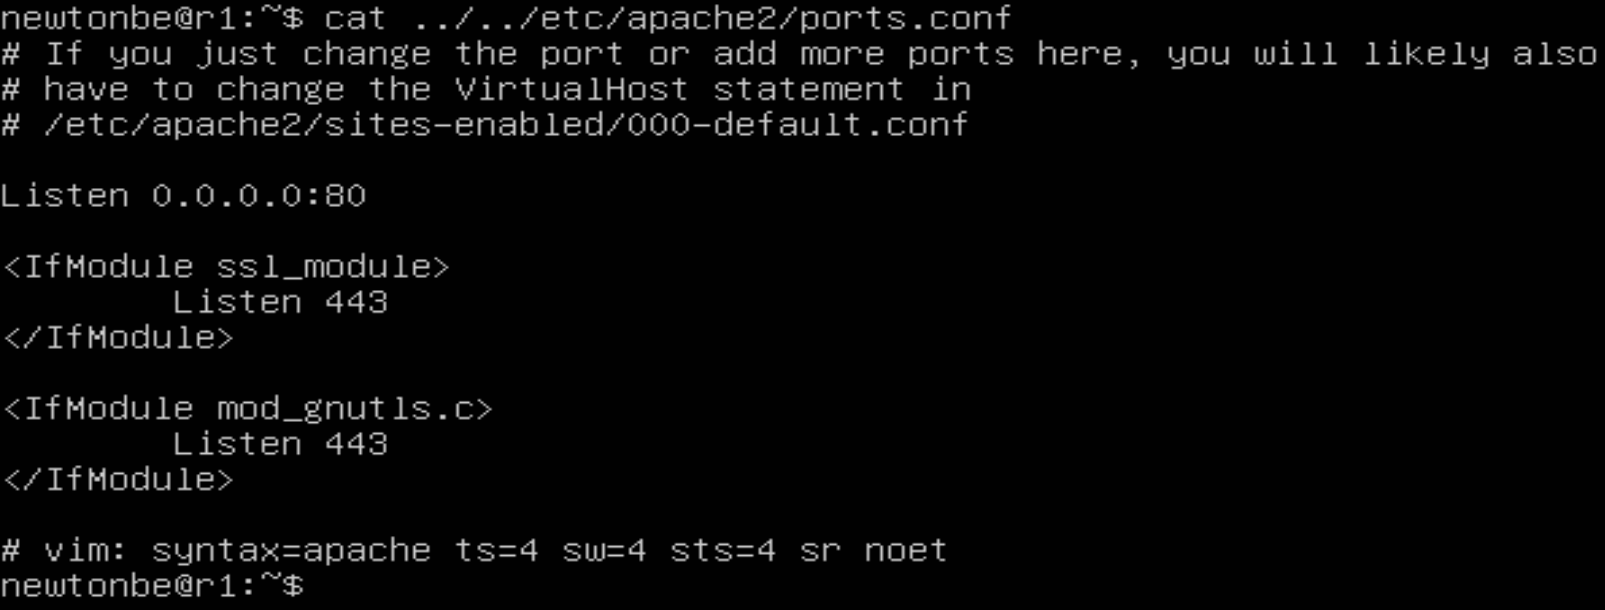 newtonbe@r1:~$ cat ../../etc/apache2/ports.conf
# If you just change the port or add more ports here, you will likely also
# have to change the VirtualHost statement in
# /etc/apache2/sites-enabled/000-default.conf

Listen 0.0.0.0:80

<IfModule ssl_module>
        Listen 443
</IfModule>

<IfModule mod_gnutls.c>
        Listen 443
</IfModule>

# vim: syntax=apache ts=4 sw=4 sts=4 sr noet
newtonbe@r1:~$